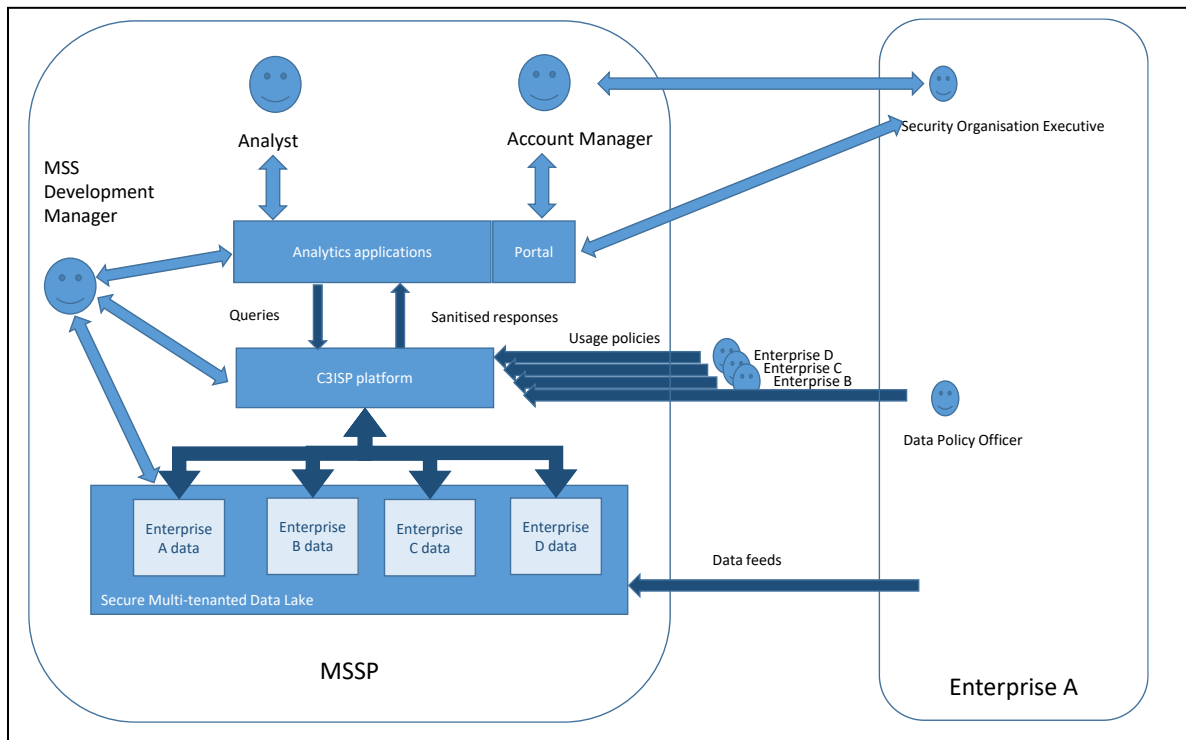 Analyst
Account Manager
Security Organisation Executive
MSS
Development
Manager
Analytics applications
Portal
Queries
Sanitised responses
Usage policies
Enterprise D
Enterprise C
Enterprise B
C3ISP platform
Data Policy Officer
Enterprise
A data
Enterprise
B data
Enterprise
C data
Enterprise
D data
Data feeds
Secure Multi-tenanted Data Lake
MSSP
Enterprise A